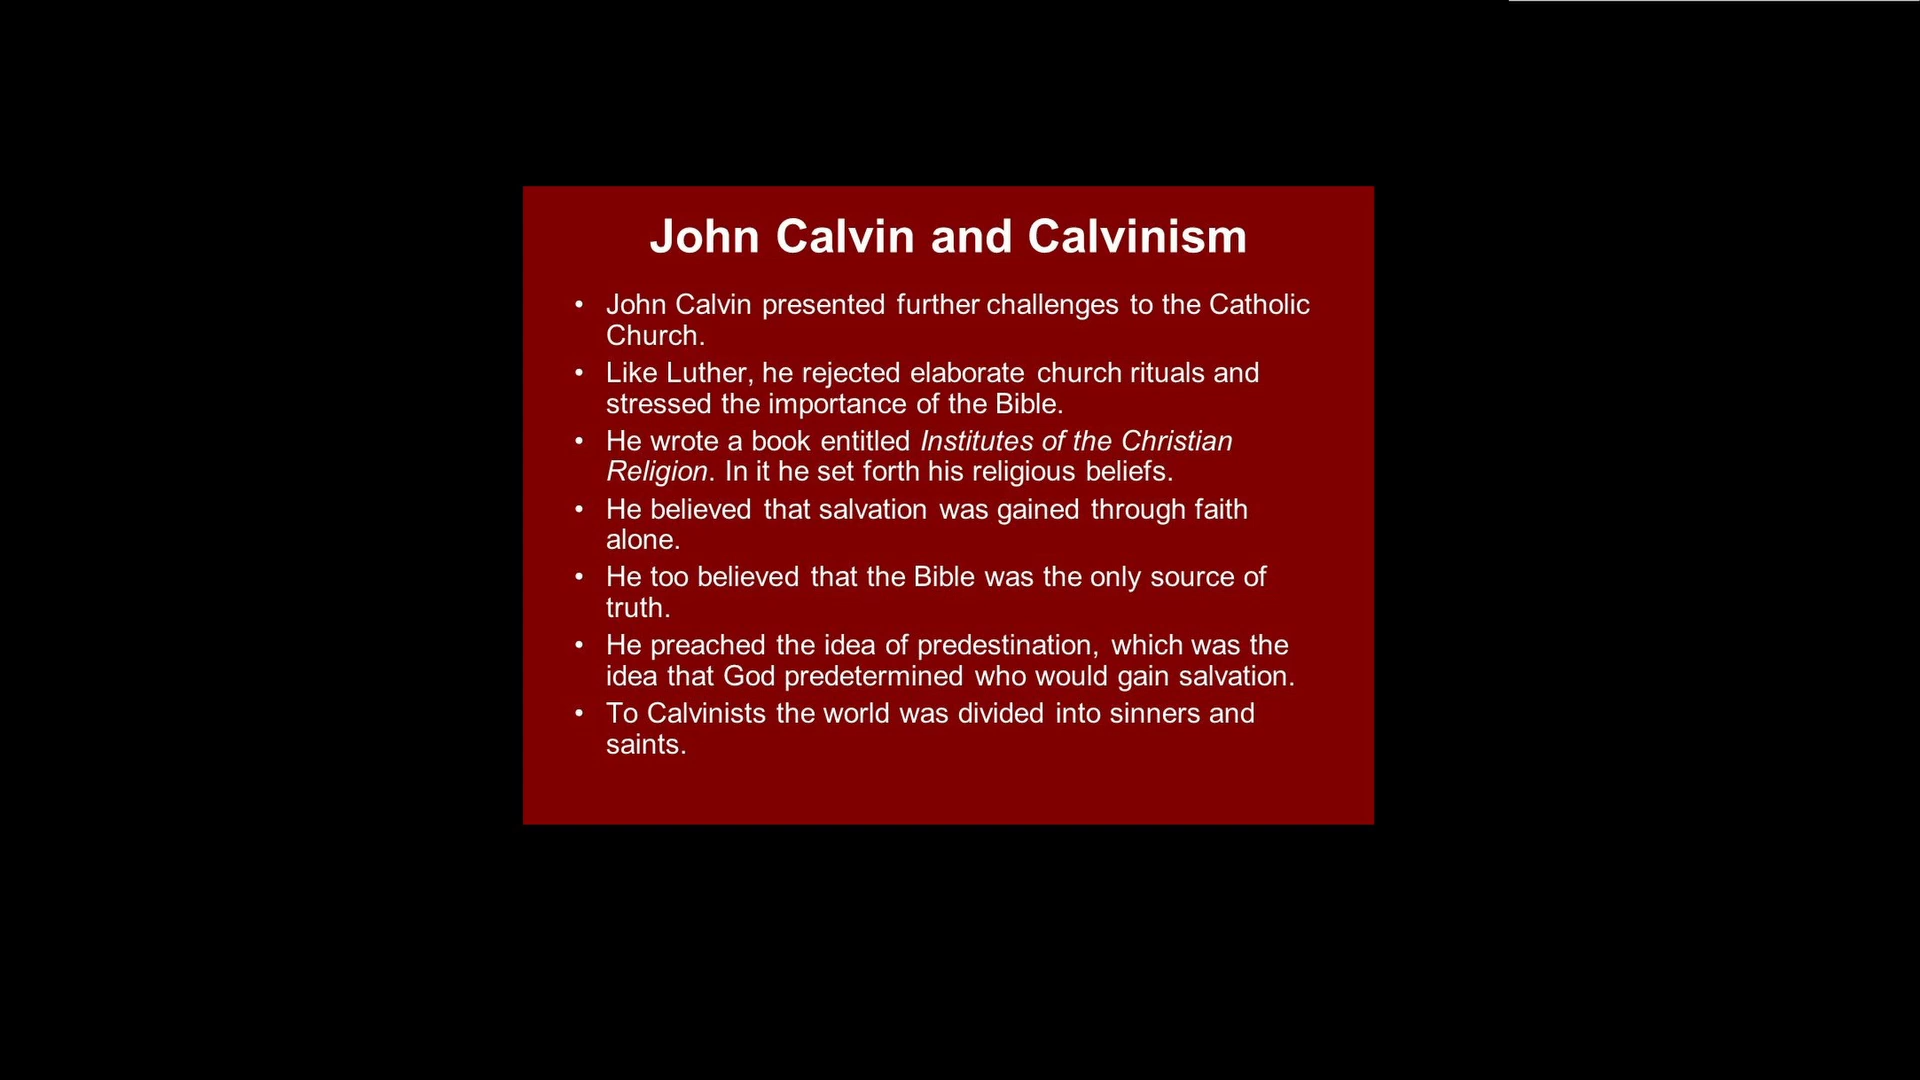 John Calvin and Calvinism
• John Calvin presented further challenges to the Catholic
Church.
• Like Luther, he rejected elaborate church rituals and
stressed the importance of the Bible.
• He wrote a book entitled Institutes of the Christian
Religion. In it he set forth his religious beliefs.
• He believed that salvation was gained through faith
alone.
• He too believed that the Bible was the only source of
truth.
• He preached the idea of predestination, which was the
idea that God predetermined who would gain salvation.
• To Calvinists the world was divided into sinners and
saints.